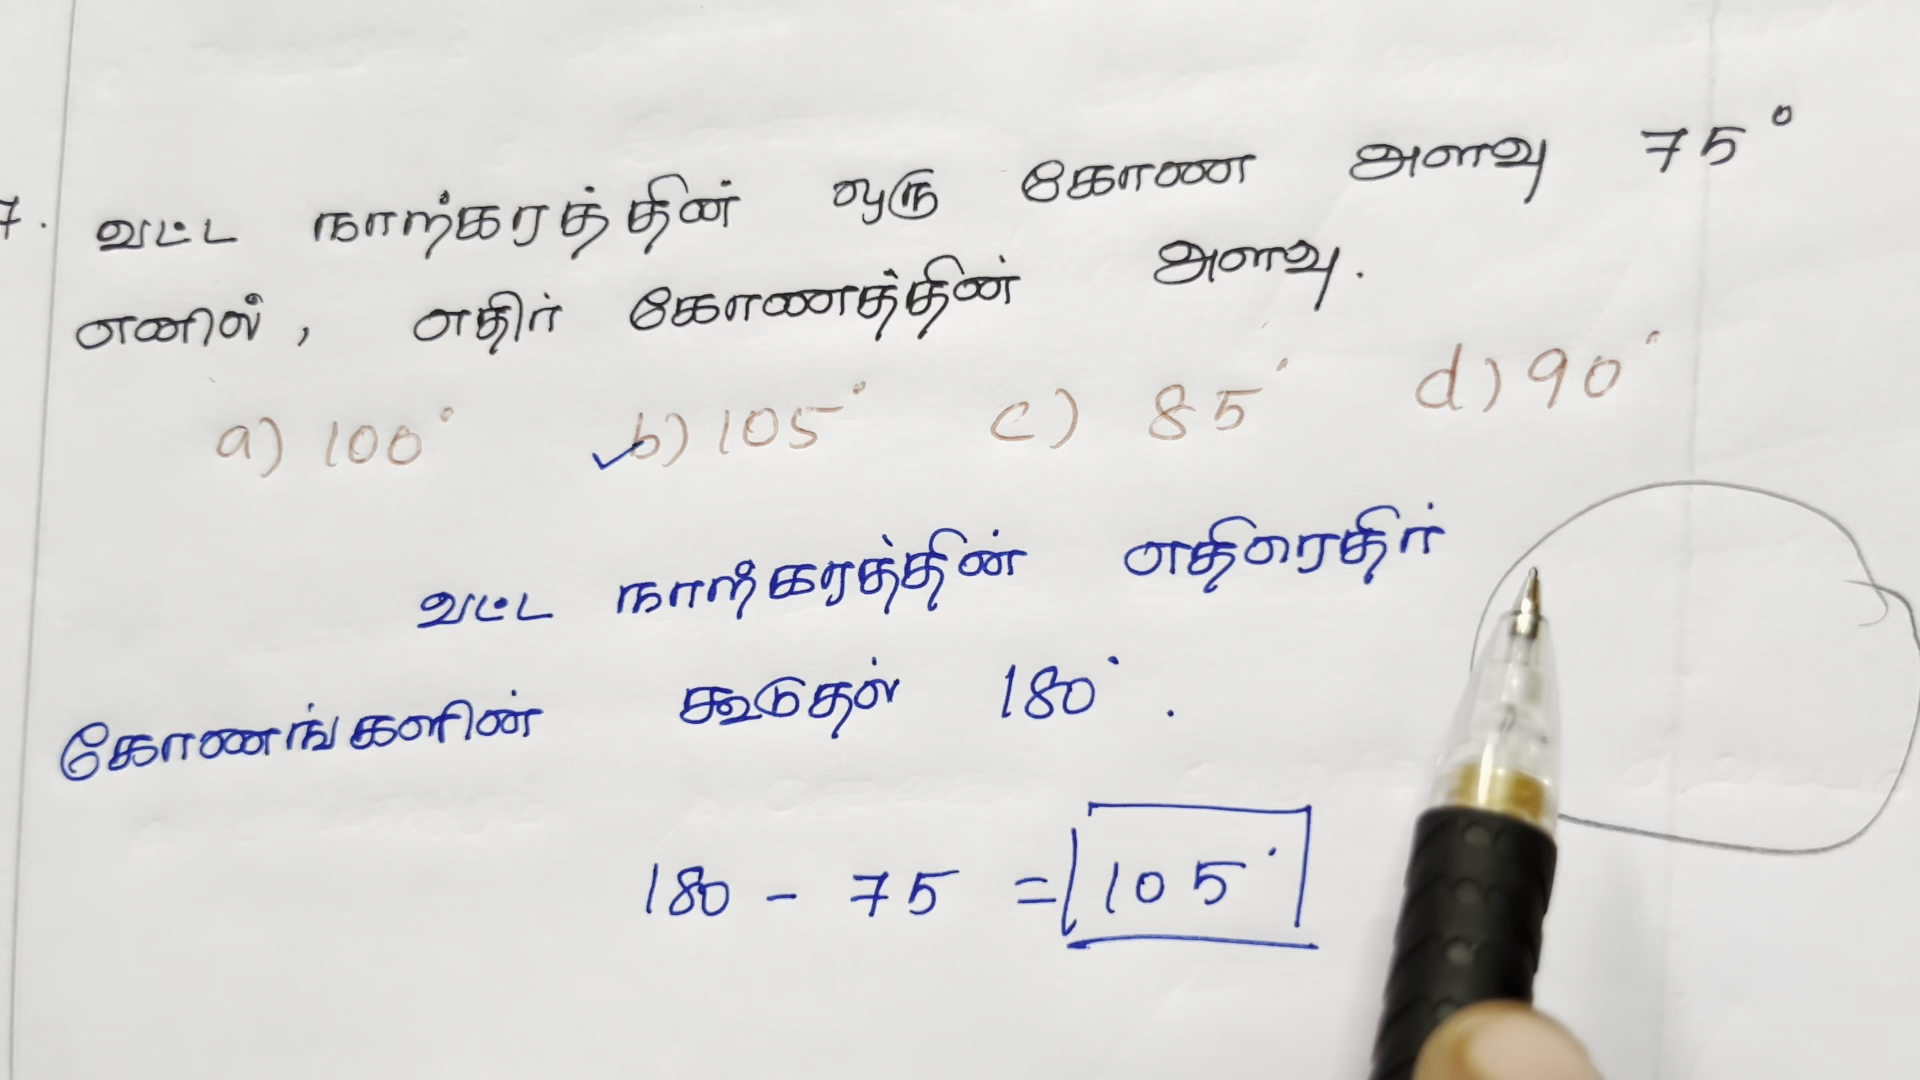 7. வட்ட நாற்கரத்தின் ஒரு கோண அளவு 75°
எனில், எதிர் கோணத்தின் அளவு.
a) 100° b) 105° c) 85° d) 90°
வட்ட நாற்கரத்தின் எதிரெதிர்
கோணங்களின் கூடுதல் 180°.
180 - 75 = 105°